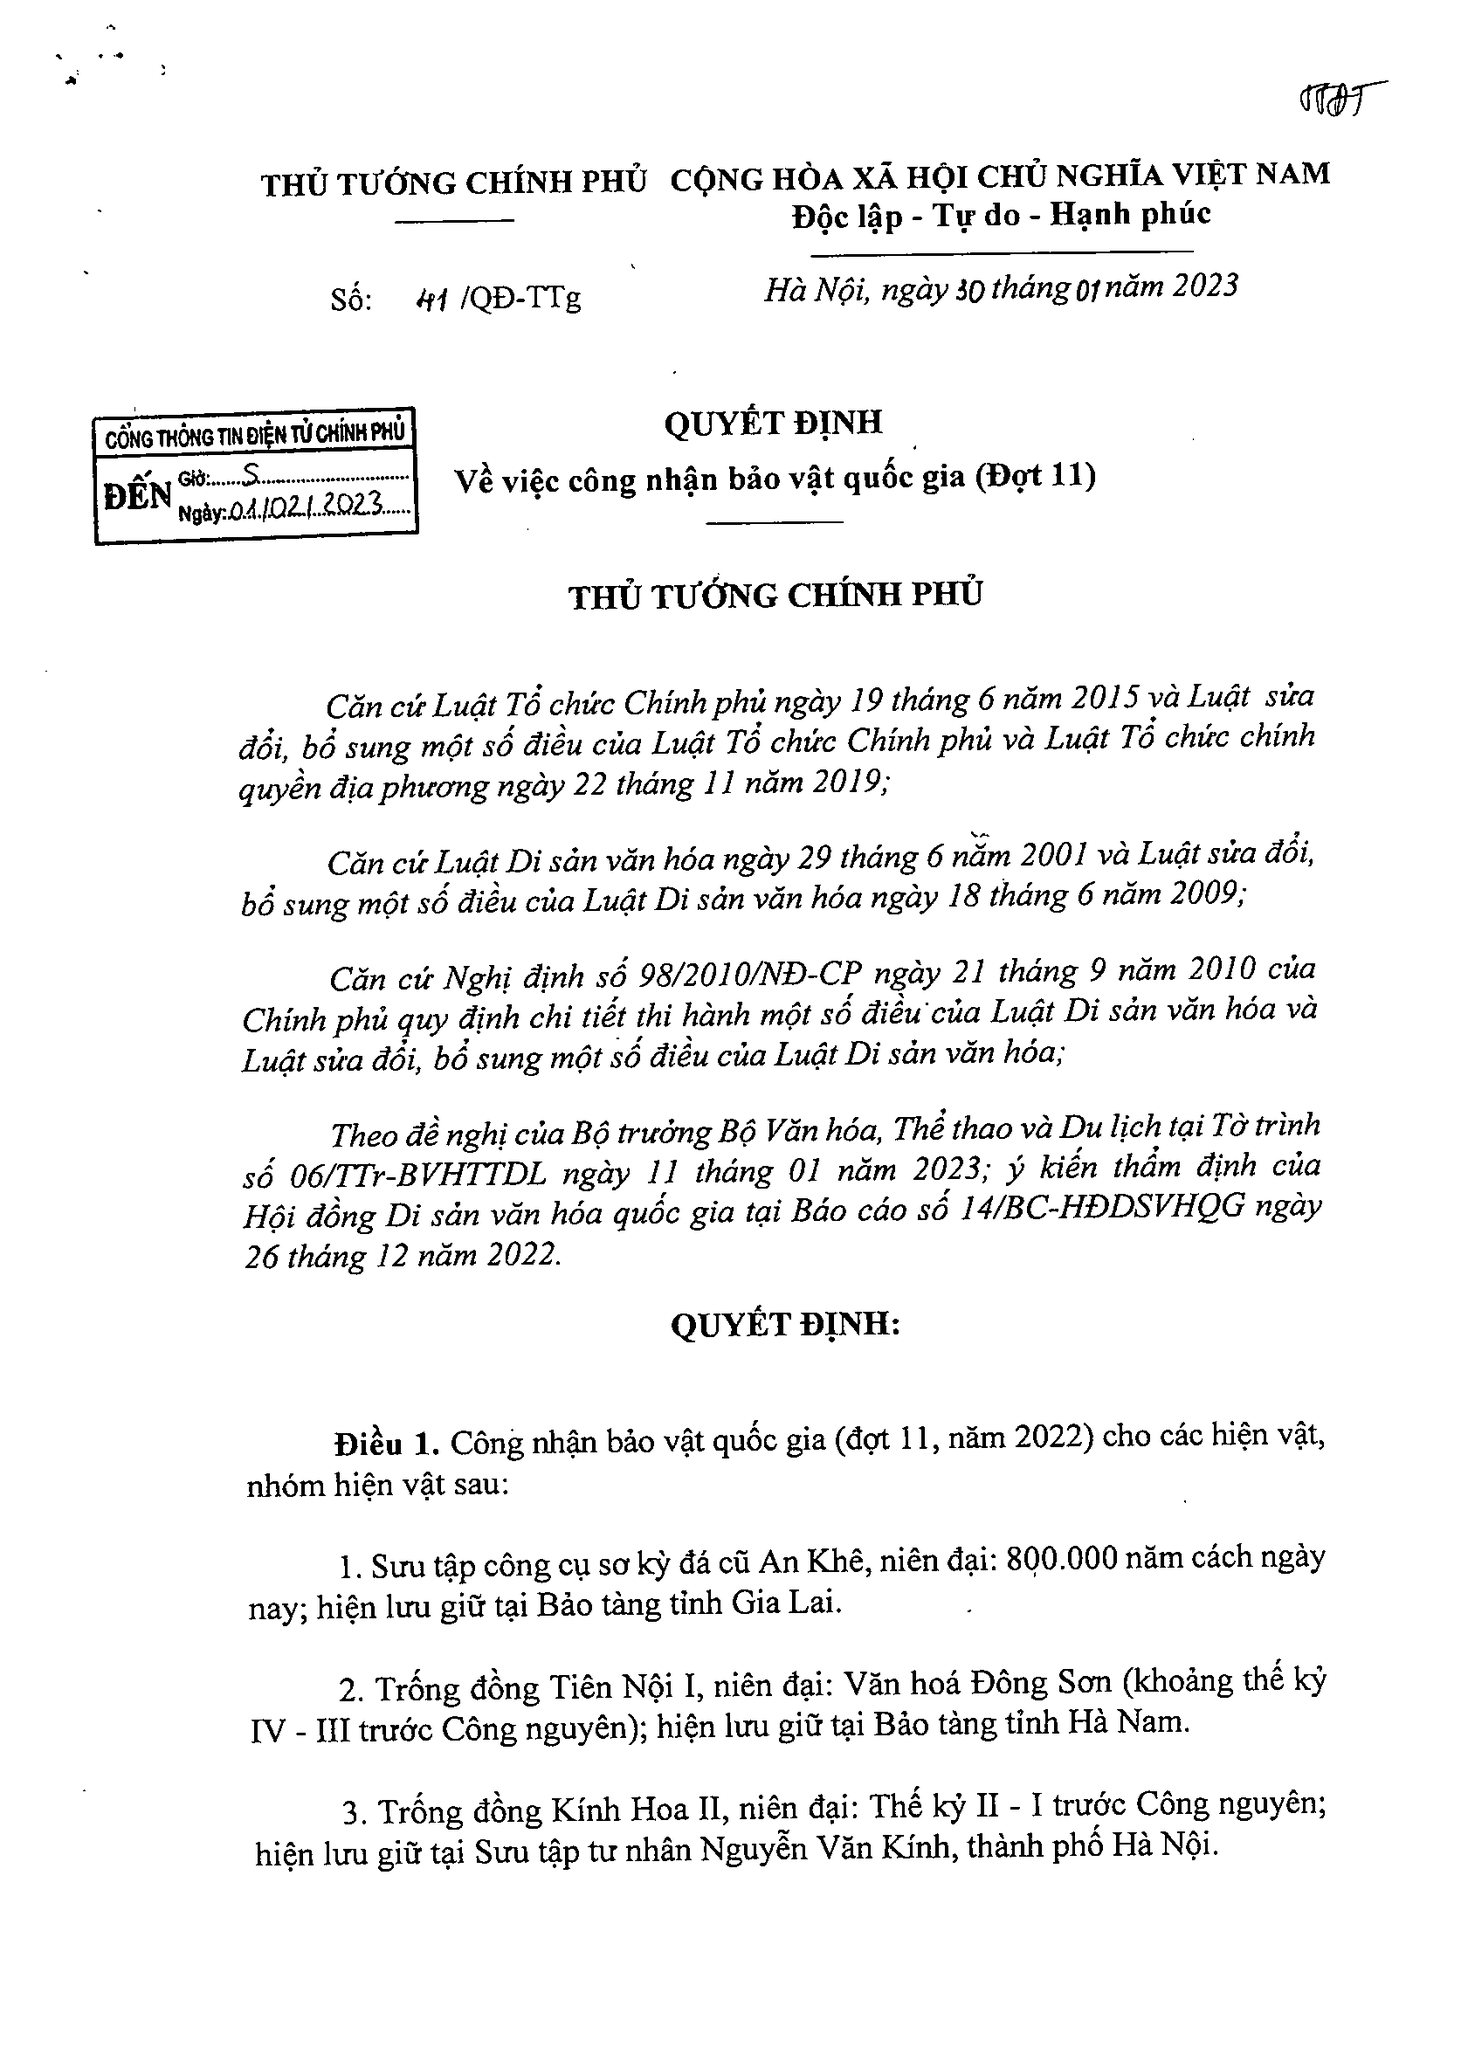 TTĐT
THỦ TƯỚNG CHÍNH PHỦ
CỘNG HÒA XÃ HỘI CHỦ NGHĨA VIỆT NAM
Độc lập - Tự do - Hạnh phúc
Số: 41 /QĐ-TTg
Hà Nội, ngày 30 tháng 01 năm 2023
CỔNG THÔNG TIN ĐIỆN TỬ CHÍNH PHỦ
ĐẾN
Giờ:......S......
Ngày:.01/02/2023......
QUYẾT ĐỊNH
Về việc công nhận bảo vật quốc gia (Đợt 11)
THỦ TƯỚNG CHÍNH PHỦ
Căn cứ Luật Tổ chức Chính phủ ngày 19 tháng 6 năm 2015 và Luật sửa
đổi, bổ sung một số điều của Luật Tổ chức Chính phủ và Luật Tổ chức chính
quyền địa phương ngày 22 tháng 11 năm 2019;
Căn cứ Luật Di sản văn hóa ngày 29 tháng 6 năm 2001 và Luật sửa đổi,
bổ sung một số điều của Luật Di sản văn hóa ngày 18 tháng 6 năm 2009;
Căn cứ Nghị định số 98/2010/NĐ-CP ngày 21 tháng 9 năm 2010 của
Chính phủ quy định chi tiết thi hành một số điều của Luật Di sản văn hóa và
Luật sửa đổi, bổ sung một số điều của Luật Di sản văn hóa;
Theo đề nghị của Bộ trưởng Bộ Văn hóa, Thể thao và Du lịch tại Tờ trình
số 06/TTr-BVHTTDL ngày 11 tháng 01 năm 2023; ý kiến thẩm định của
Hội đồng Di sản văn hóa quốc gia tại Báo cáo số 14/BC-HĐDSVHQG ngày
26 tháng 12 năm 2022.
QUYẾT ĐỊNH:
Điều 1. Công nhận bảo vật quốc gia (đợt 11, năm 2022) cho các hiện vật,
nhóm hiện vật sau:
1. Sưu tập công cụ sơ kỳ đá cũ An Khê, niên đại: 800.000 năm cách ngày
nay; hiện lưu giữ tại Bảo tàng tỉnh Gia Lai.
2. Trống đồng Tiên Nội I, niên đại: Văn hoá Đông Sơn (khoảng thế kỷ
IV - III trước Công nguyên); hiện lưu giữ tại Bảo tàng tỉnh Hà Nam.
3. Trống đồng Kính Hoa II, niên đại: Thế kỷ II - I trước Công nguyên;
hiện lưu giữ tại Sưu tập tư nhân Nguyễn Văn Kính, thành phố Hà Nội.